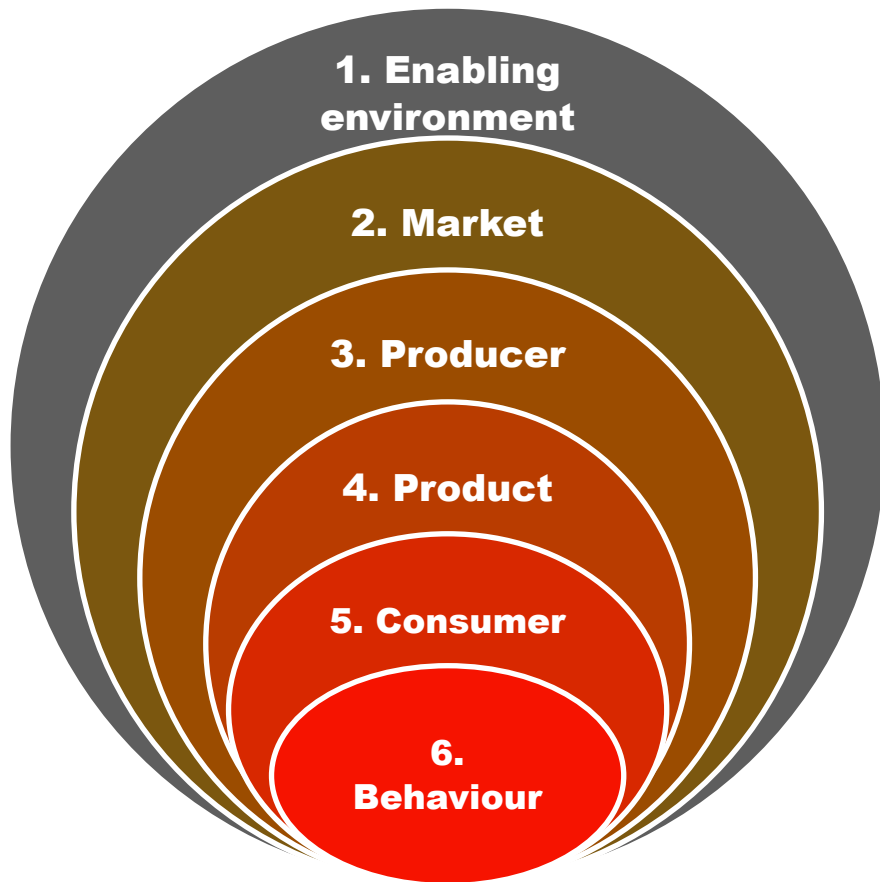 1. Enabling
environment
2. Market
3. Producer
4. Product
5. Consumer
6.
Behaviour